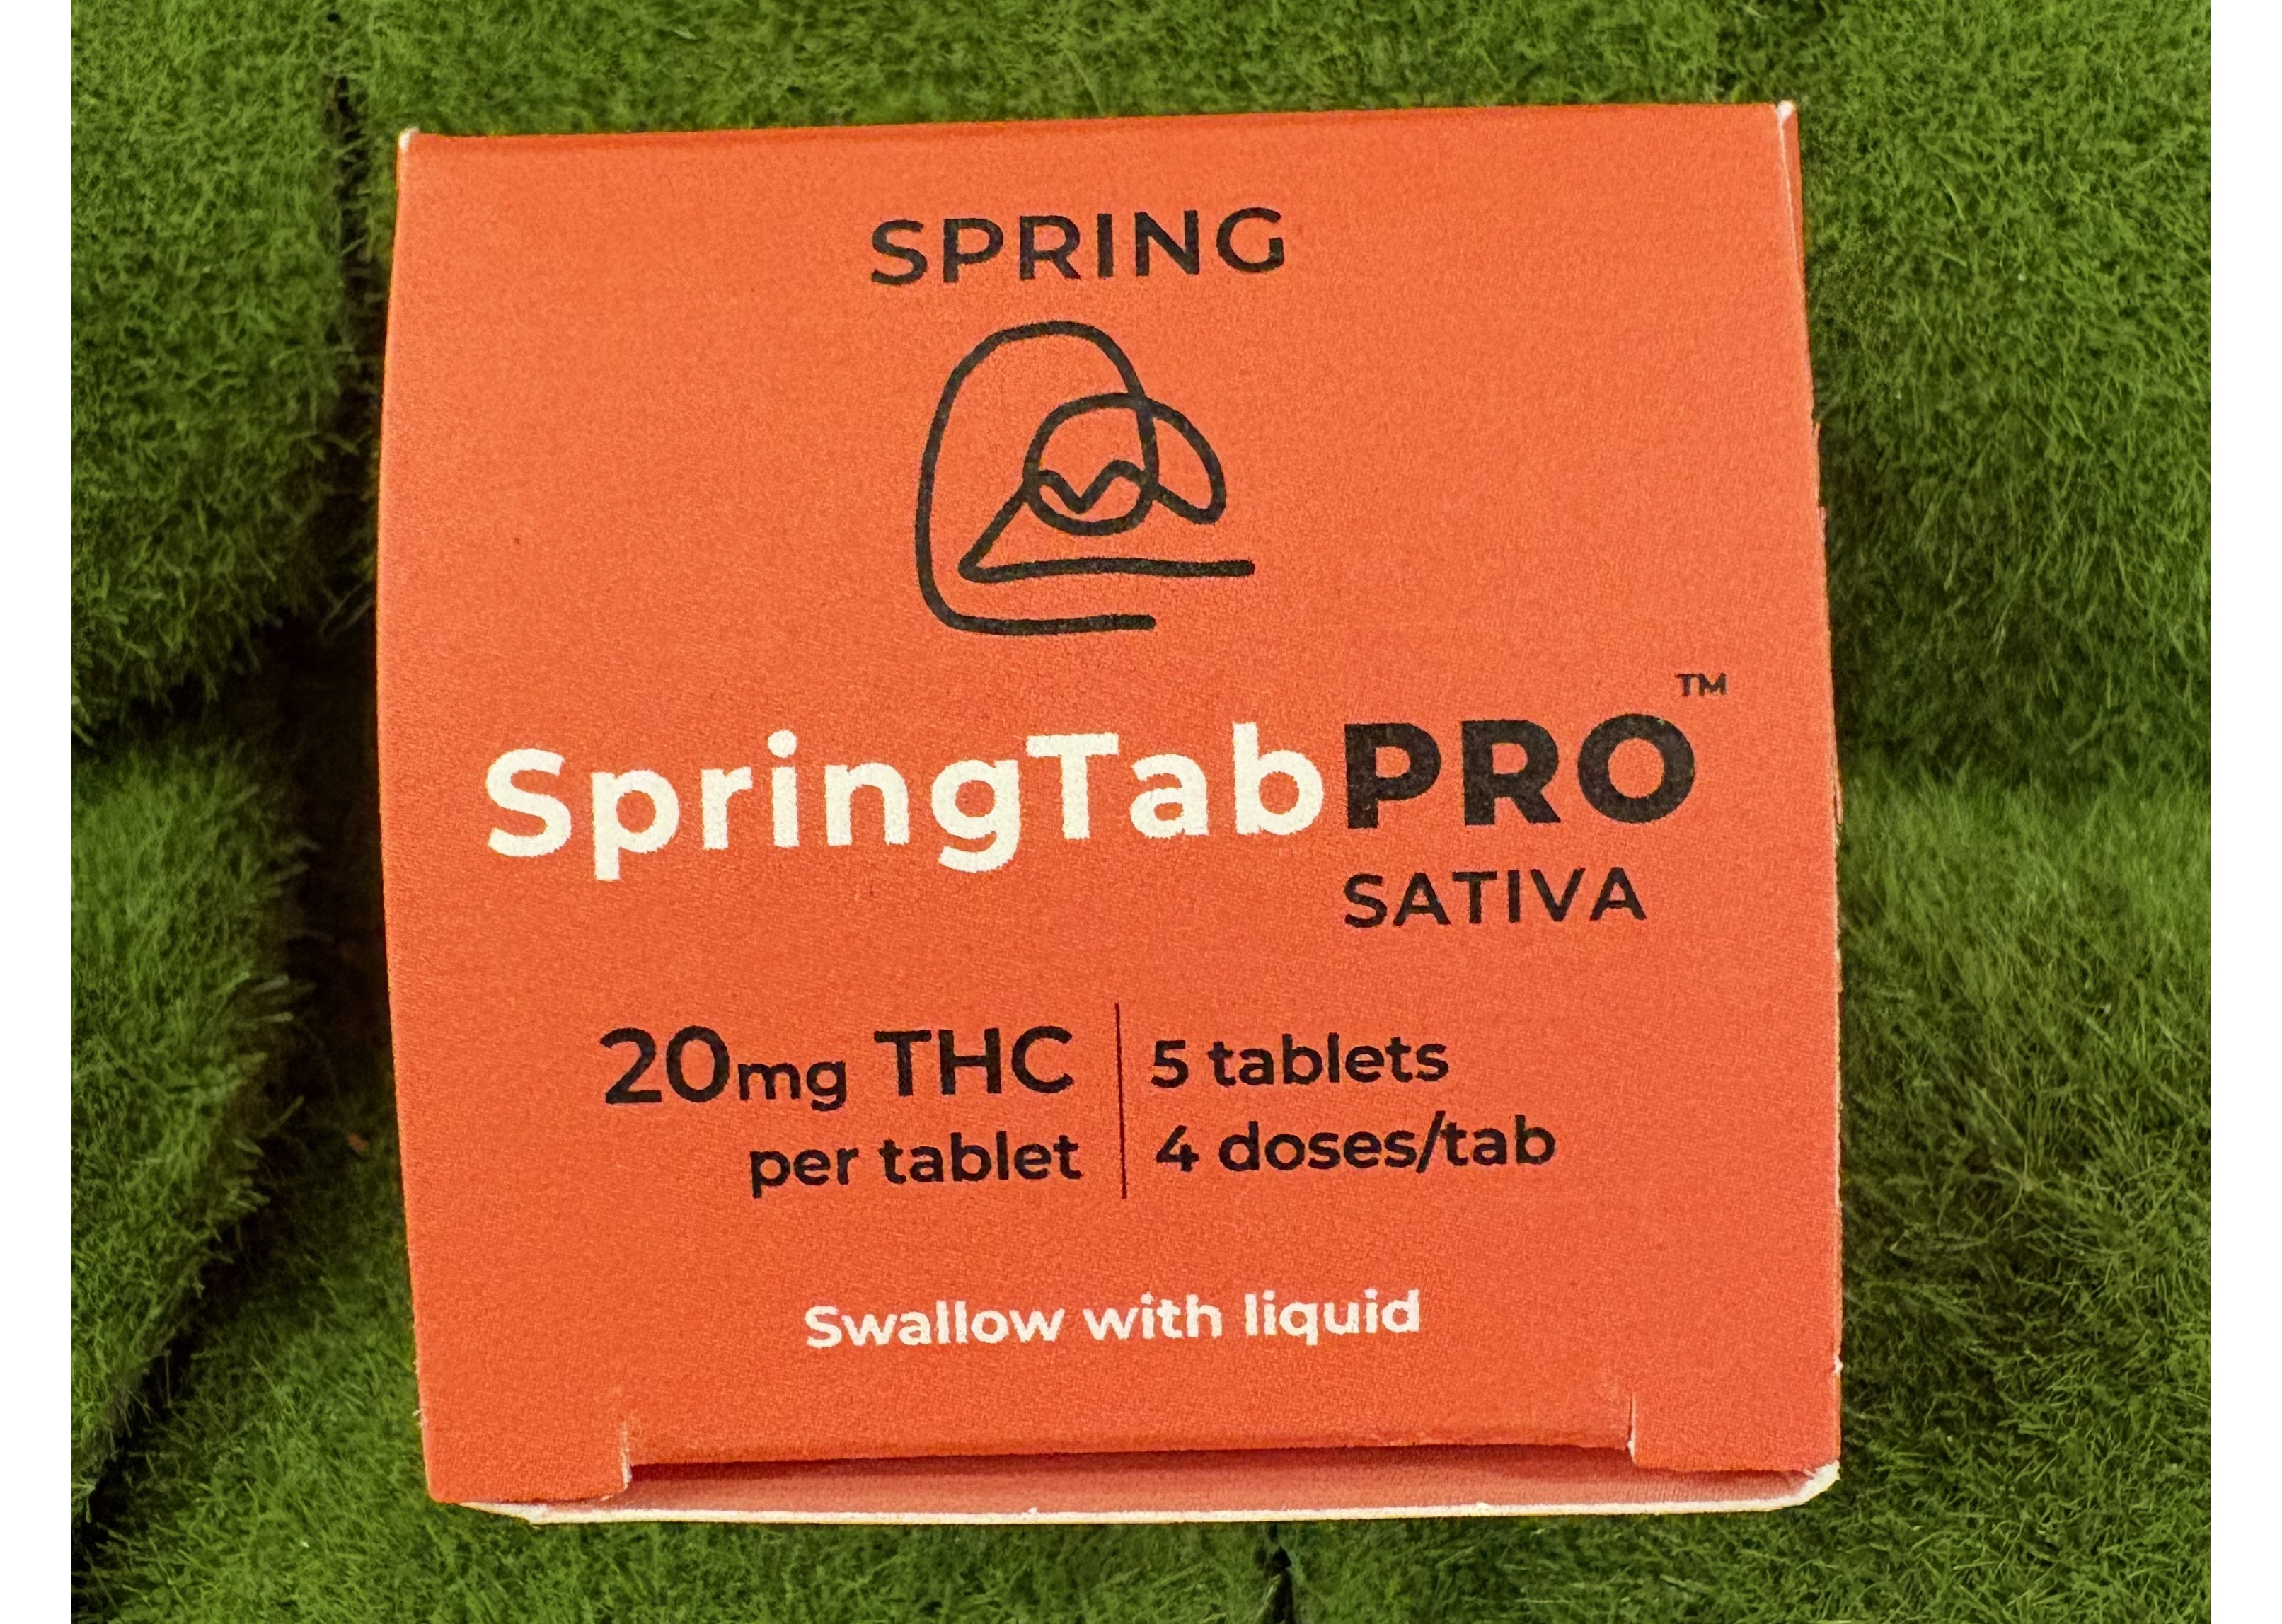 SPRING
SpringTabPRO™
SATIVA
20mg THC
per tablet
5 tablets
4 doses/tab
Swallow with liquid